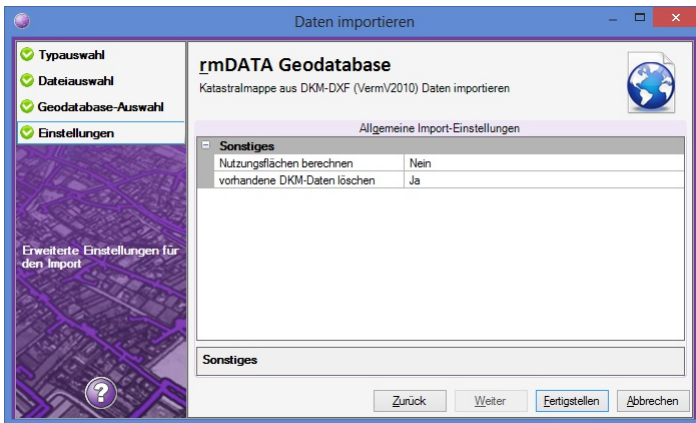 Daten importieren
Typauswahl
Dateiauswahl
Geodatabase-Auswahl
Einstellungen
Erweiterte Einstellungen für
den Import
?
rmDATA Geodatabase
Katastralmappe aus DKM-DXF (VermV2010) Daten importieren
Allgemeine Import-Einstellungen
Sonstiges
Nutzungsflächen berechnen Nein
vorhandene DKM-Daten löschen Ja
Sonstiges
Zurück Weiter Fertigstellen Abbrechen